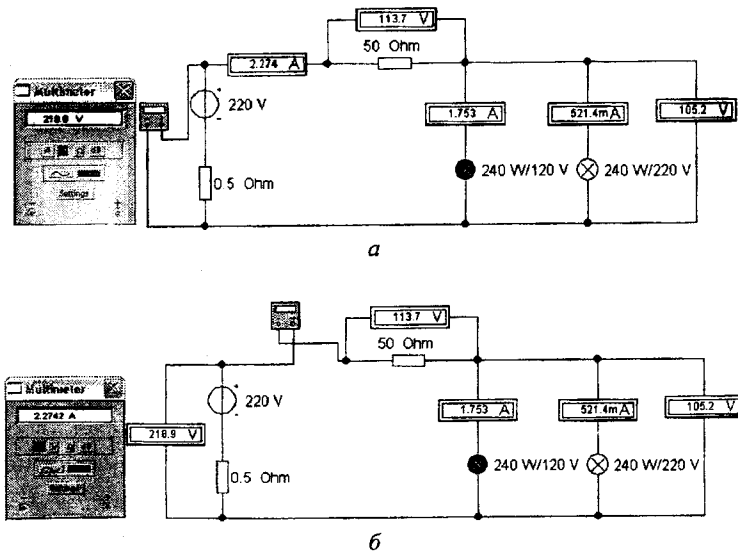 113.7 V
50 Ohm
2.274 A
Multimeter
218.9 V
220 V
1.753 A
521.4mA
105.2 V
240 W/120 V
240 W/220 V
0.5 Ohm
Settings
а
113.7 V
50 Ohm
Multimeter
2.2742 A
220 V
1.753 A
521.4mA
105.2 V
218.9 V
240 W/120 V
240 W/220 V
0.5 Ohm
б